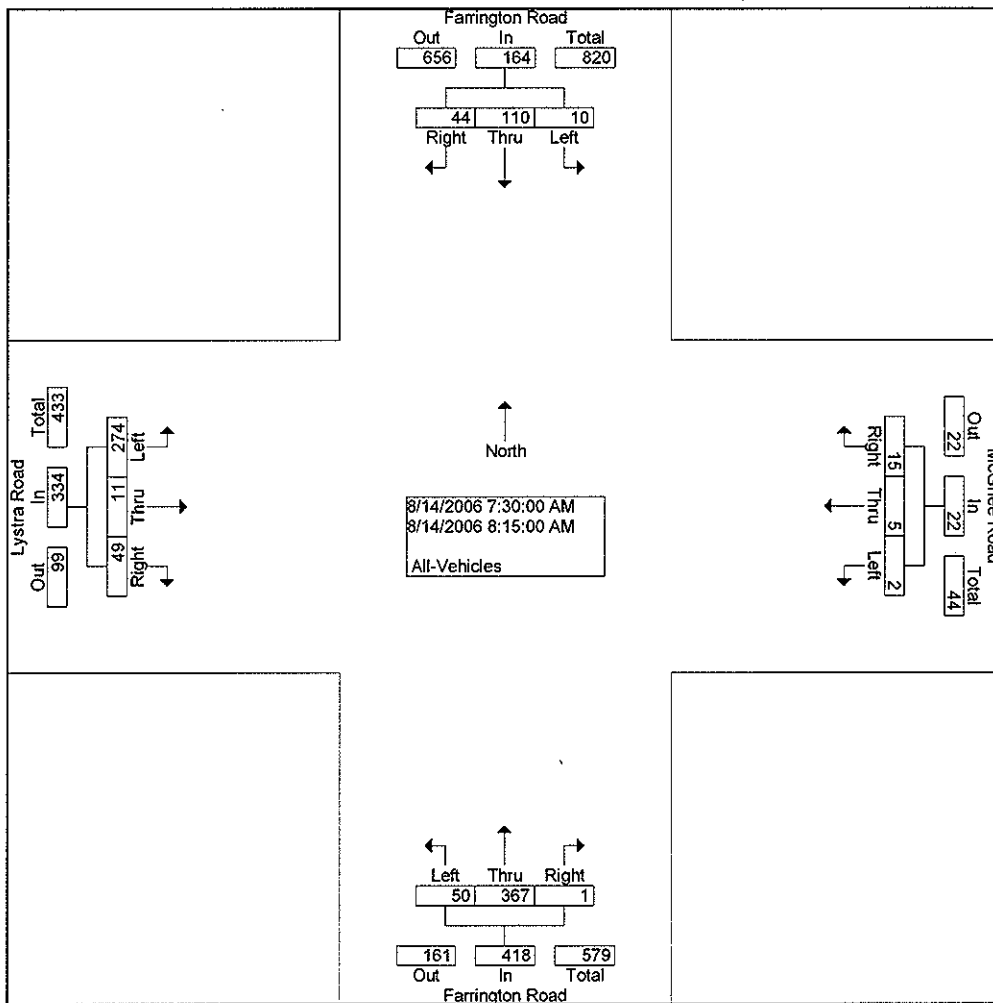 Farrington Road
Out In Total
656 164 820
44 110 10
Right Thru Left
Lystra Road
Total In Out
433 334 99
274 11 49
Left Thru Right
North
8/14/2006 7:30:00 AM
8/14/2006 8:15:00 AM
All-Vehicles
Right Thru Left
15 5 2
Out In Total
22 22 44
Road
Left Thru Right
50 367 1
161 418 579
Out In Total
Farrington Road